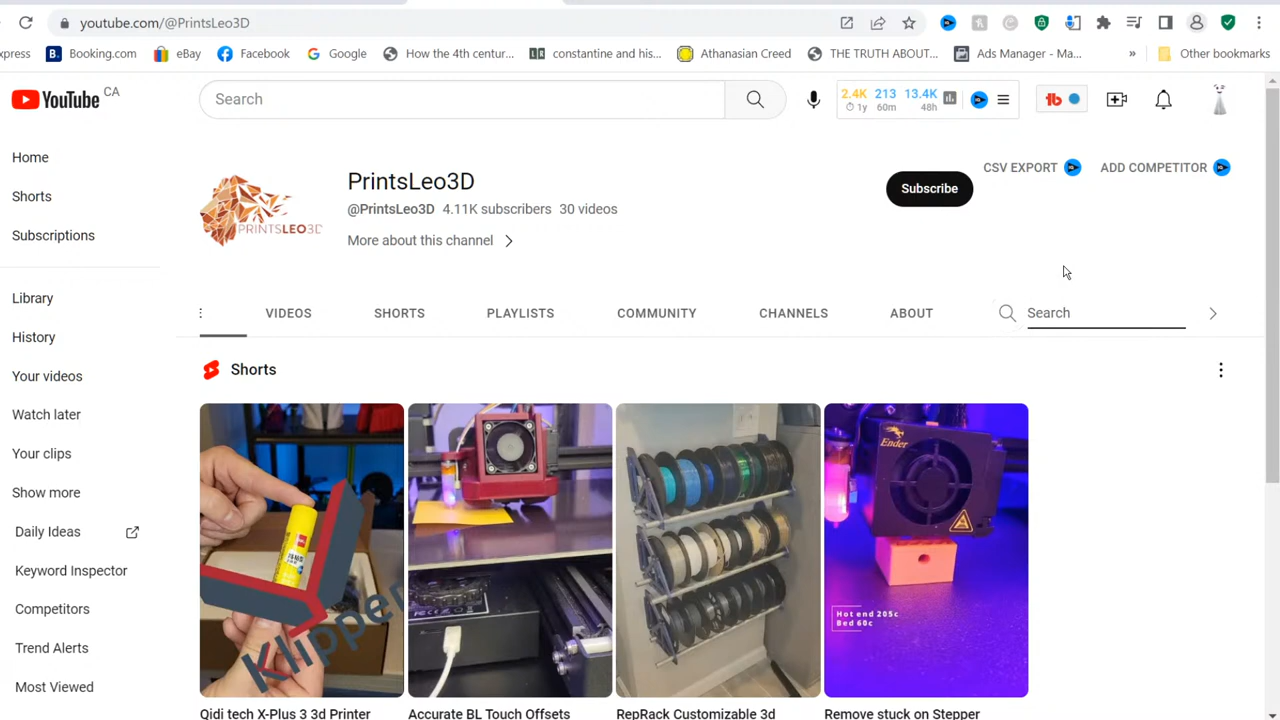 youtube.com/@PrintsLeo3D
xpress
Booking.com
eBay
Facebook
Google
How the 4th centur...
constantine and his...
Athanasian Creed
THE TRUTH ABOUT...
Ads Manager - Ma...
»
Other bookmarks
YouTube CA
Search
2.4K 213 13.4K
1y 60m 48h
Home
Shorts
Subscriptions
Library
History
Your videos
Watch later
Your clips
Show more
Daily Ideas
Keyword Inspector
Competitors
Trend Alerts
Most Viewed
PRINTSLEO3D
PrintsLeo3D
@PrintsLeo3D 4.11K subscribers 30 videos
More about this channel
Subscribe
CSV EXPORT
ADD COMPETITOR
VIDEOS
SHORTS
PLAYLISTS
COMMUNITY
CHANNELS
ABOUT
Search
Shorts
Klipper
Ender
Hot end 205c
Bed 60c
Qidi tech X-Plus 3 3d Printer
Accurate BL Touch Offsets
RepRack Customizable 3d
Remove stuck on Stepper